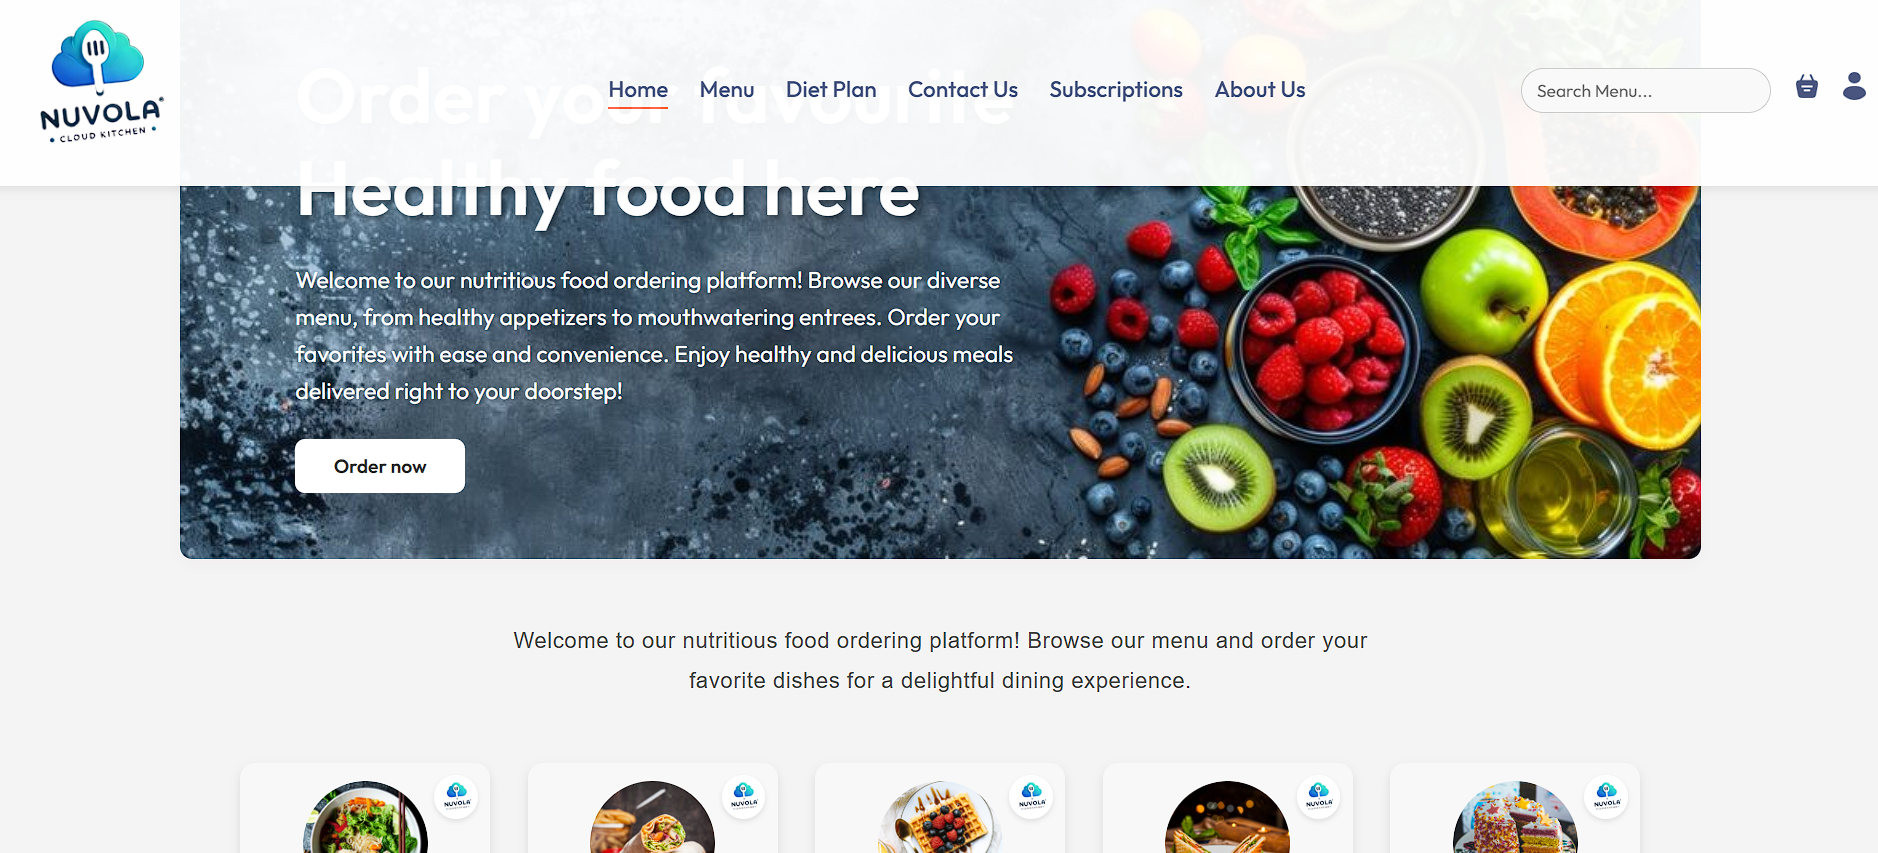 NUVOLA
• CLOUD KITCHEN •
Home Menu Diet Plan Contact Us Subscriptions About Us
Search Menu...
Order your favourite
Healthy food here
Welcome to our nutritious food ordering platform! Browse our diverse
menu, from healthy appetizers to mouthwatering entrees. Order your
favorites with ease and convenience. Enjoy healthy and delicious meals
delivered right to your doorstep!
Order now
Welcome to our nutritious food ordering platform! Browse our menu and order your
favorite dishes for a delightful dining experience.
NUVOLA
NUVOLA
NUVOLA
NUVOLA
NUVOLA